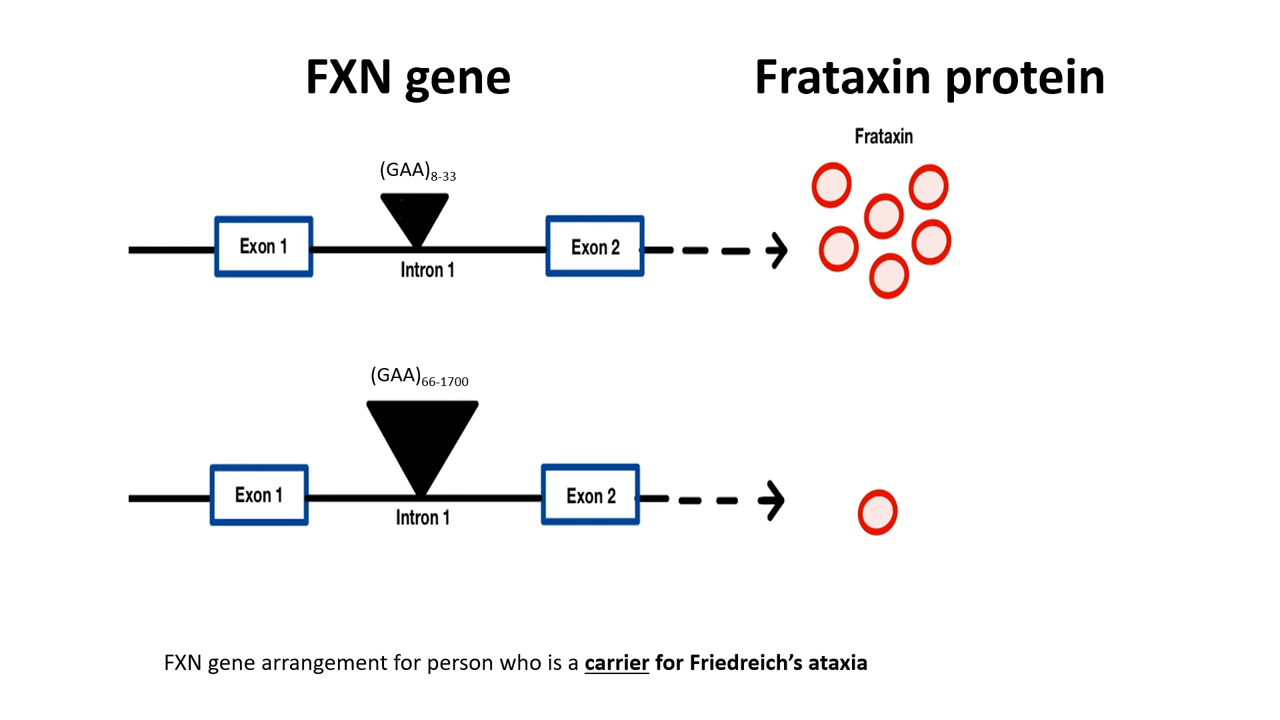 FXN gene
Frataxin protein
Frataxin
(GAA)8-33
Exon 1
Exon 2
Intron 1
(GAA)66-1700
Exon 1
Exon 2
Intron 1
FXN gene arrangement for person who is a carrier for Friedreich’s ataxia